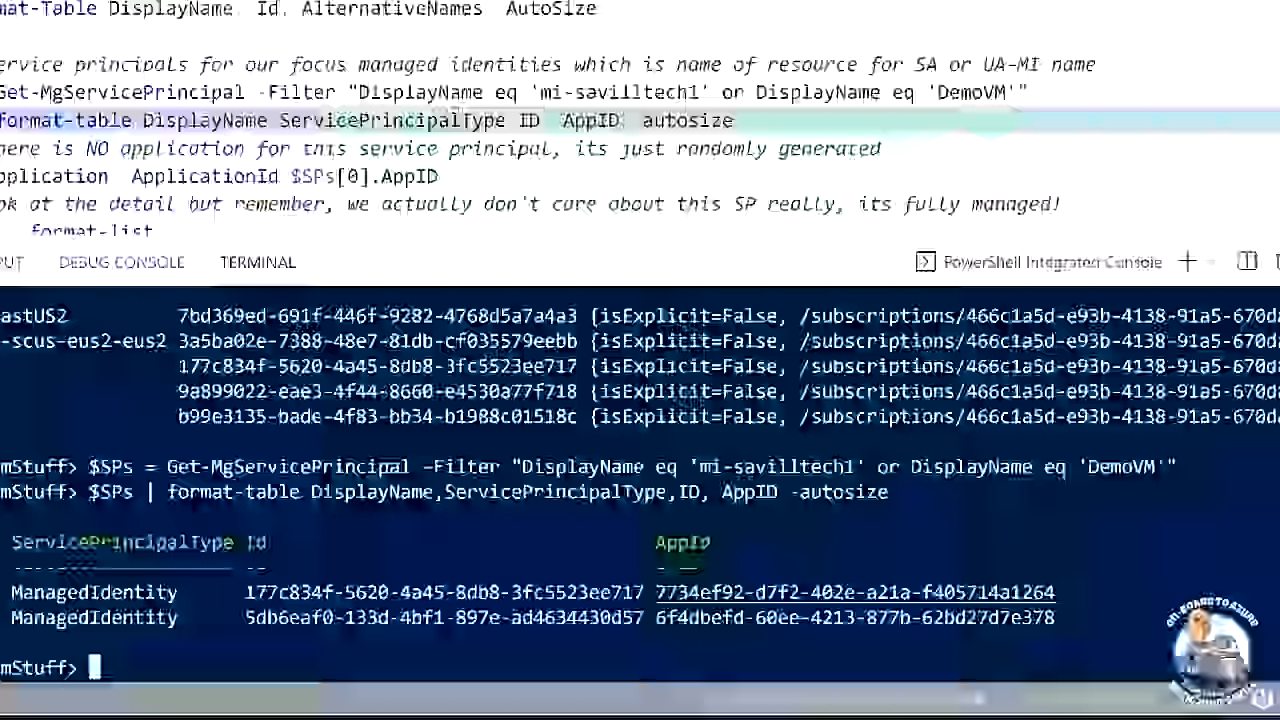 mat-Table DisplayName, Id, AlternativeNames AutoSize
ervice principals for our focus managed identities which is name of resource for SA or UA-MI name
Get-MgServicePrincipal -Filter "DisplayName eq 'mi-savilltech1' or DisplayName eq 'DemoVM'"
format-table DisplayName ServicePrincipalType ID AppID autosize
here is NO application for this service principal, its just randomly generated
pplication ApplicationId $SPs[0].AppID
ok at the detail but remember, we actually don't care about this SP really, its fully managed!
format-list
PUT DEBUG CONSOLE TERMINAL PowerShell Integrated Console
astUS2 7bd369ed-691f-446f-9282-4768d5a7a4a3 {isExplicit=False, /subscriptions/466c1a5d-e93b-4138-91a5-670da
-scus-eus2-eus2 3a5ba02e-7388-48e7-81db-cf035579eebb {isExplicit=False, /subscriptions/466c1a5d-e93b-4138-91a5-670da
177c834f-5620-4a45-8db8-3fc5523ee717 {isExplicit=False, /subscriptions/466c1a5d-e93b-4138-91a5-670da
9a899022-eae3-4f44-8660-e4530a77f718 {isExplicit=False, /subscriptions/466c1a5d-e93b-4138-91a5-670da
b99e3135-bade-4f83-bb34-b1988c01518c {isExplicit=False, /subscriptions/466c1a5d-e93b-4138-91a5-670da
mStuff> $SPs = Get-MgServicePrincipal -Filter "DisplayName eq 'mi-savilltech1' or DisplayName eq 'DemoVM'"
mStuff> $SPs | format-table DisplayName,ServicePrincipalType,ID, AppID -autosize
ServicePrincipalType Id AppId
ManagedIdentity 177c834f-5620-4a45-8db8-3fc5523ee717 7734ef92-d7f2-402e-a21a-f405714a1264
ManagedIdentity 5db6eaf0-133d-4bf1-897e-ad4634430d57 6f4dbefd-60ee-4213-877b-62bd27d7e378
mStuff>